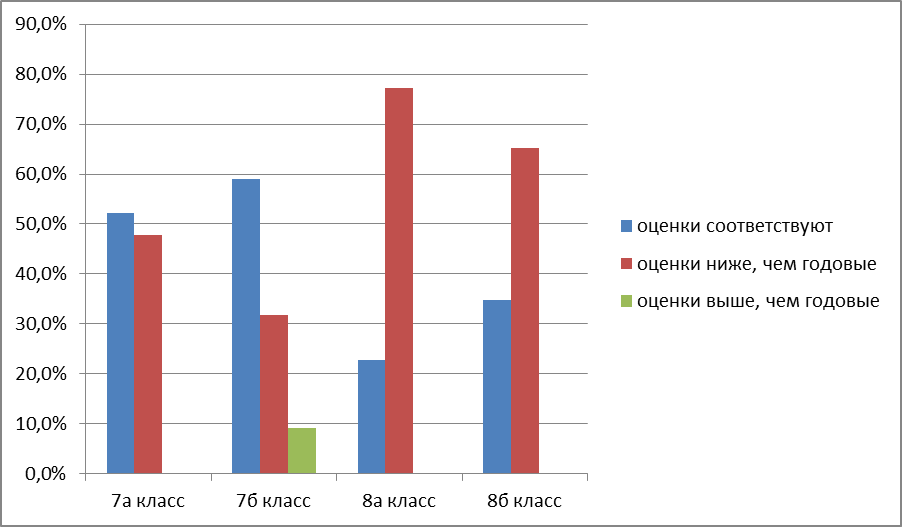 90,0%
80,0%
70,0%
60,0%
50,0%
40,0%
30,0%
20,0%
10,0%
0,0%
7а класс 7б класс 8а класс 8б класс
оценки соответствуют
оценки ниже, чем годовые
оценки выше, чем годовые